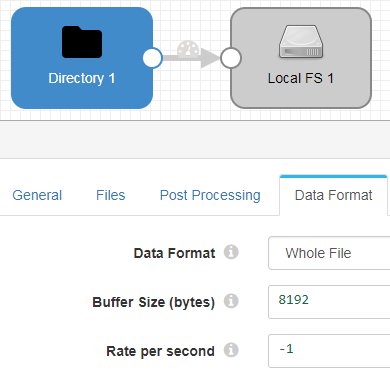 Directory 1
Local FS 1
General
Files
Post Processing
Data Format
Data Format
Whole File
Buffer Size (bytes)
8192
Rate per second
-1